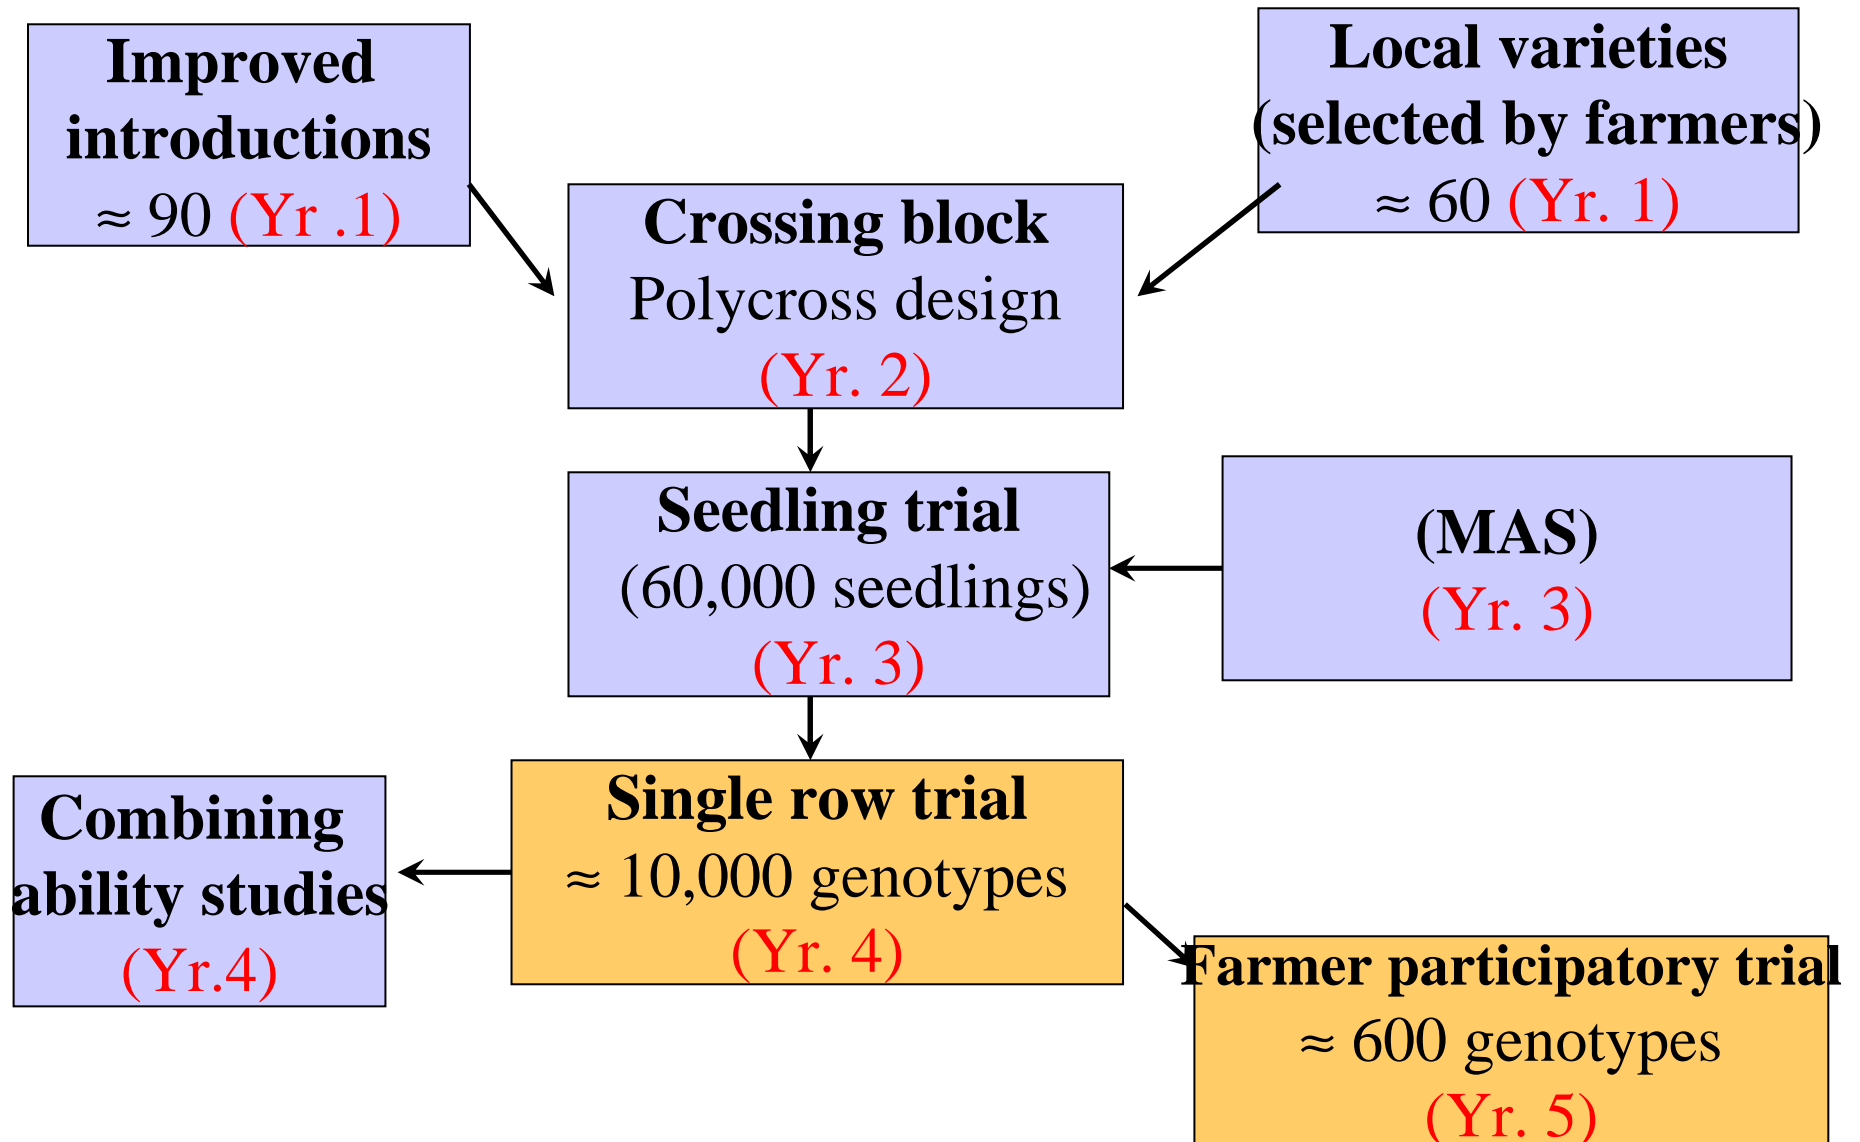 Improved
introductions
≈ 90 (Yr .1)
Local varieties
(selected by farmers)
≈ 60 (Yr. 1)
Crossing block
Polycross design
(Yr. 2)
Seedling trial
(60,000 seedlings)
(Yr. 3)
(MAS)
(Yr. 3)
Combining
ability studies
(Yr.4)
Single row trial
≈ 10,000 genotypes
(Yr. 4)
Farmer participatory trial
≈ 600 genotypes
(Yr. 5)